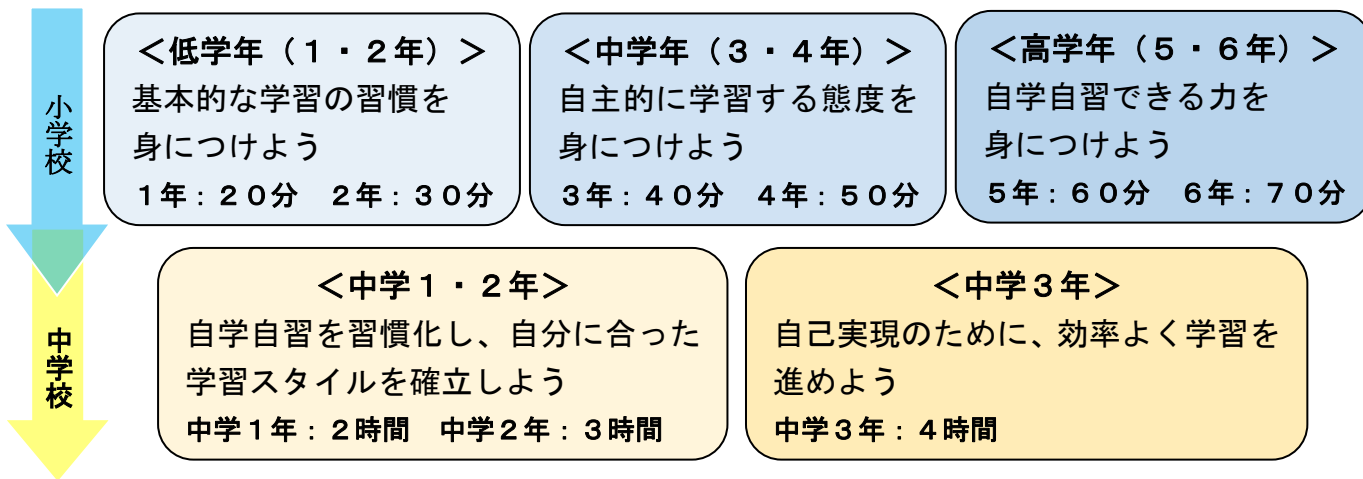 小学校
＜低学年（１・２年）＞
基本的な学習の習慣を
身につけよう
１年：２０分　２年：３０分
＜中学年（３・４年）＞
自主的に学習する態度を
身につけよう
３年：４０分　４年：５０分
＜高学年（５・６年）＞
自学自習できる力を
身につけよう
５年：６０分　６年：７０分
中学校
＜中学１・２年＞
自学自習を習慣化し、自分に合った
学習スタイルを確立しよう
中学１年：２時間　中学２年：３時間
＜中学３年＞
自己実現のために、効率よく学習を
進めよう
中学３年：４時間